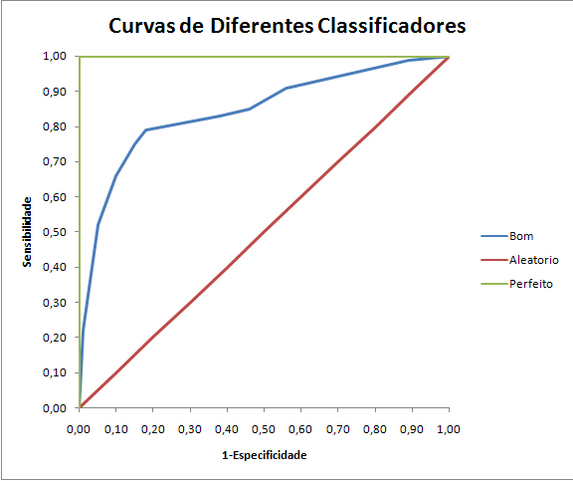 Curvas de Diferentes Classificadores
1,00
0,90
0,80
0,70
0,60
0,50
0,40
0,30
0,20
0,10
0,00
Sensibilidade
0,00 0,10 0,20 0,30 0,40 0,50 0,60 0,70 0,80 0,90 1,00
1-Especificidade
Bom
Aleatorio
Perfeito